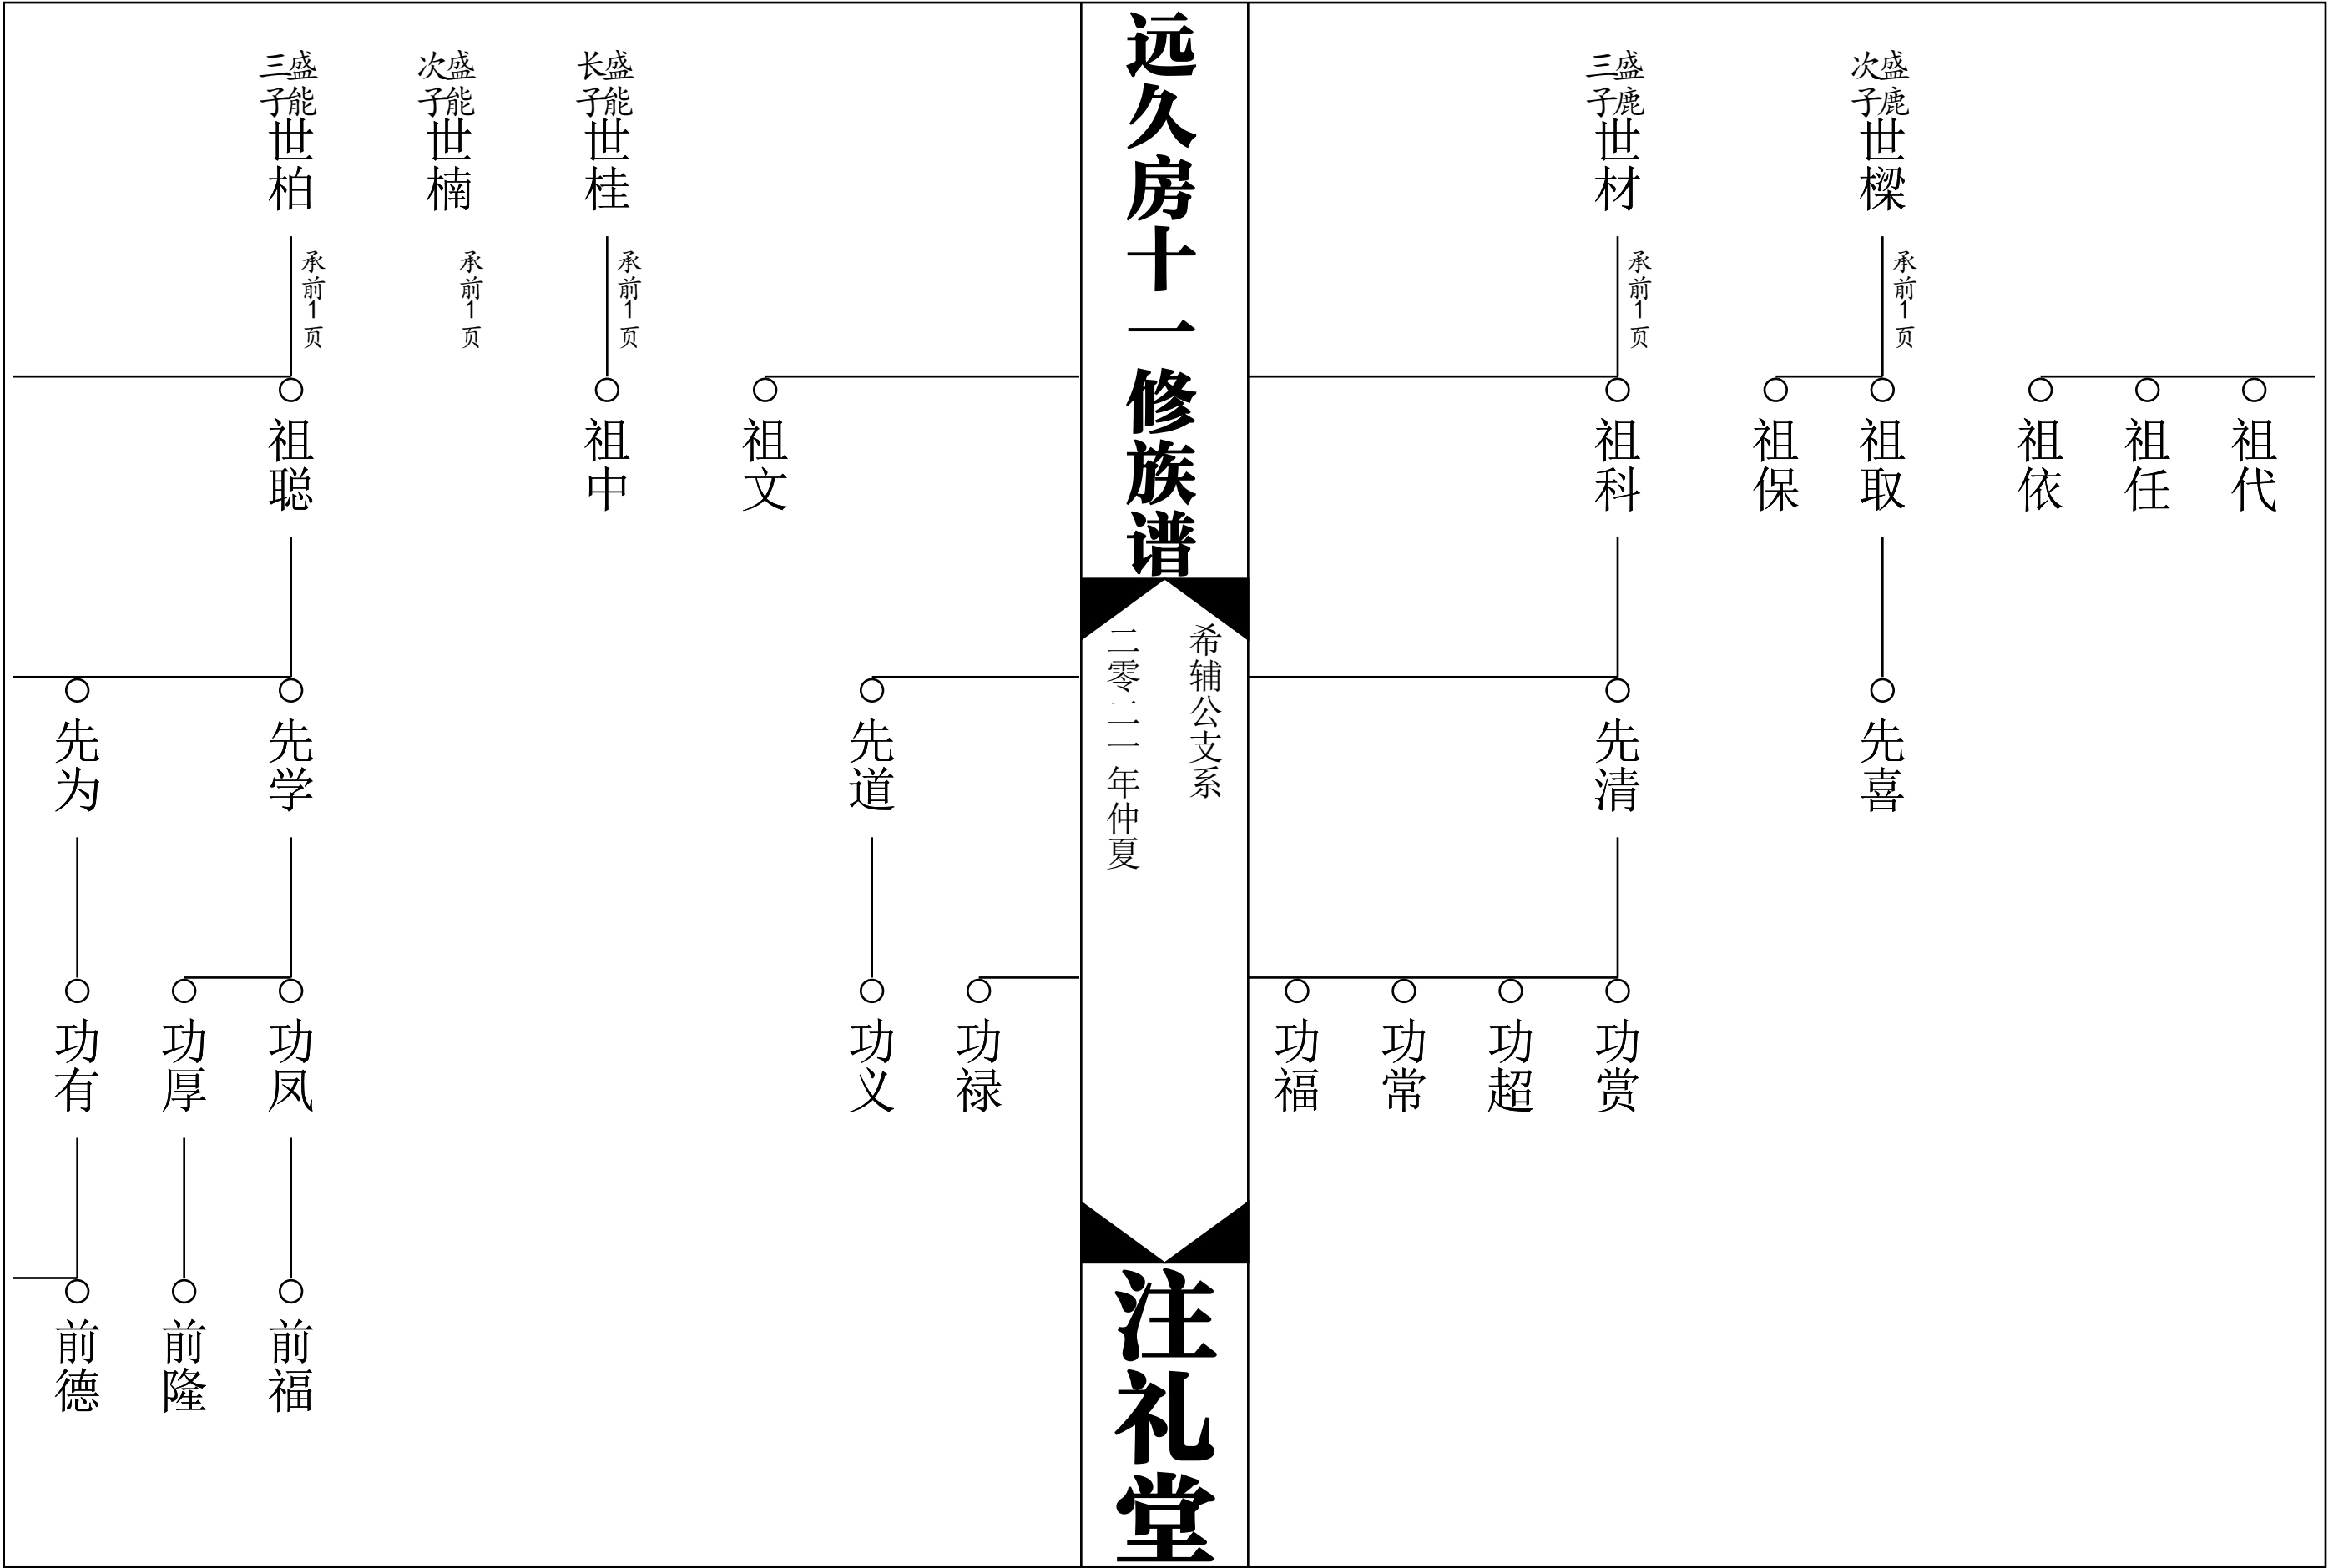 盛鹿次子世樑
承前1页
盛鹿三子世材
承前1页
祖代
祖任
祖依
祖取
祖保
祖科
先喜
先清
功赏
功超
功常
功福
远久房十一修族谱
希辅公支系
二零二一年仲夏
注礼堂
盛能长子世桂
承前1页
盛能次子世楠
承前1页
盛能三子世柏
承前1页
祖文
祖中
祖聪
先道
先学
先为
功禄
功义
功凤
功厚
功有
前福
前隆
前德